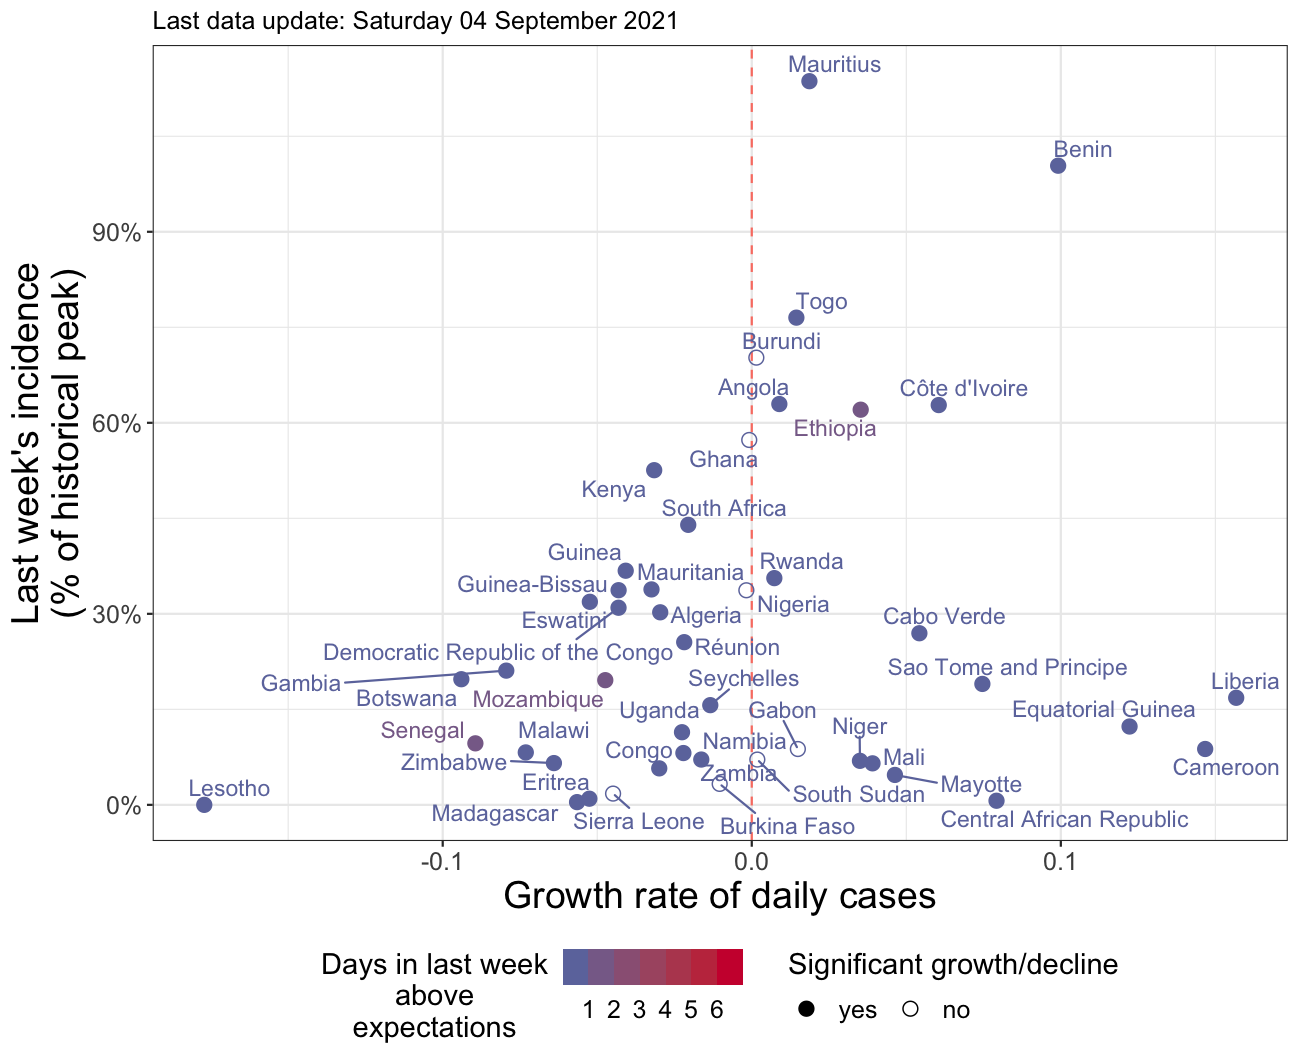 Last data update: Saturday 04 September 2021
Last week's incidence
(% of historical peak)
90%
60%
30%
0%
Mauritius
Benin
Togo
Burundi
Angola
Côte d'Ivoire
Ethiopia
Ghana
Kenya
South Africa
Guinea
Mauritania
Rwanda
Guinea-Bissau
Nigeria
Eswatini
Algeria
Cabo Verde
Democratic Republic of the Congo
Réunion
Sao Tome and Principe
Gambia
Seychelles
Liberia
Botswana
Mozambique
Uganda
Gabon
Equatorial Guinea
Senegal
Malawi
Niger
Namibia
Congo
Mali
Zimbabwe
Cameroon
Zambia
Eritrea
Mayotte
Lesotho
South Sudan
Madagascar
Sierra Leone
Burkina Faso
Central African Republic
-0.1
0.0
0.1
Growth rate of daily cases
Days in last week
above
expectations
1 2 3 4 5 6
Significant growth/decline
yes
no